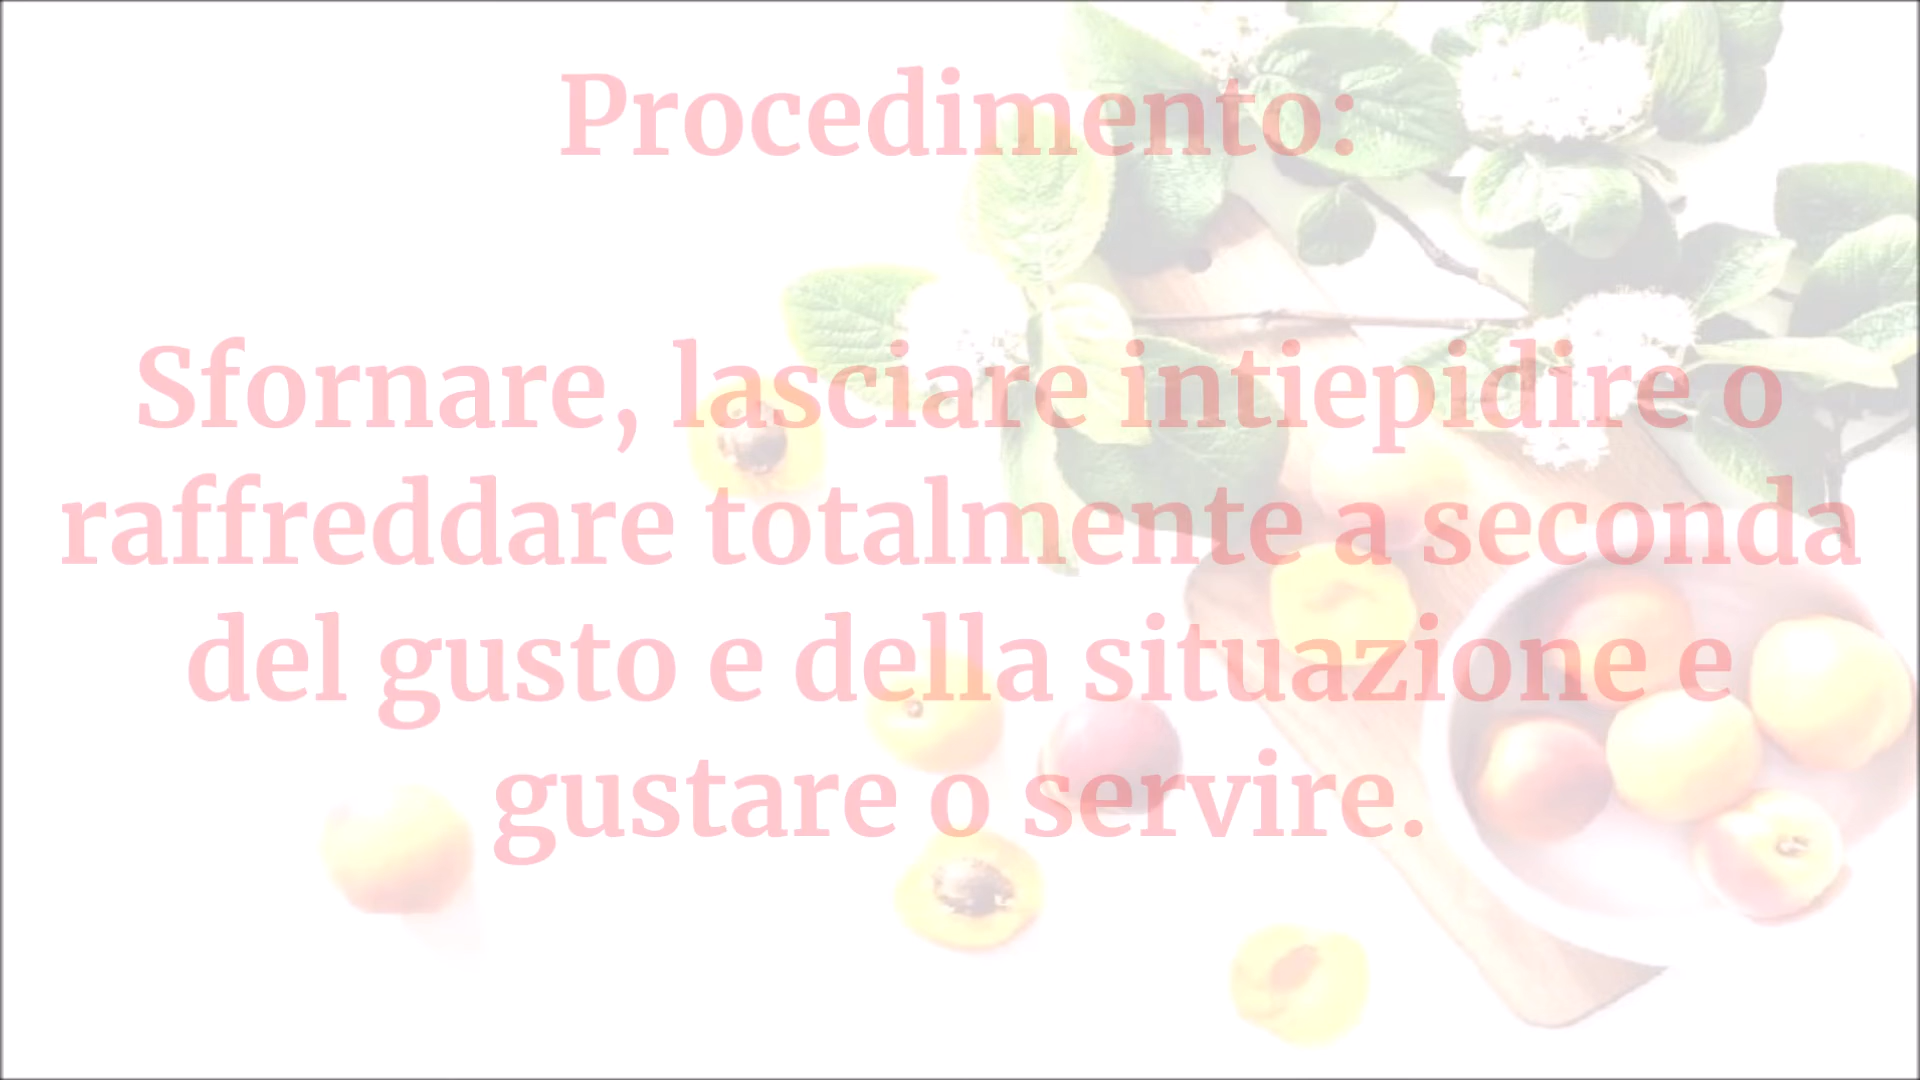 Procedimento:
Sfornare, lasciare intiepidire o
raffreddare totalmente a seconda
del gusto e della situazione e
gustare o servire.